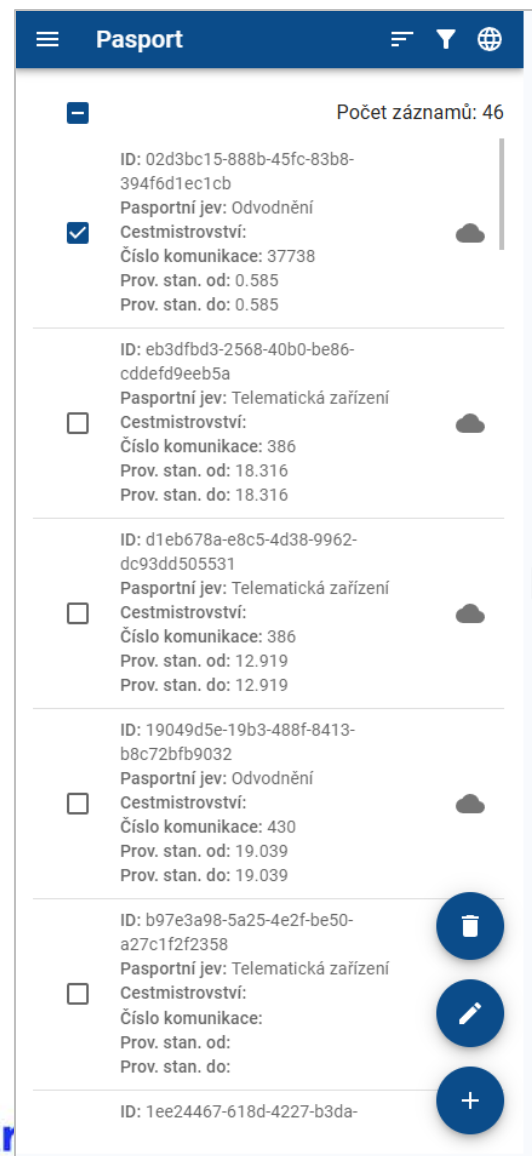 Pasport
Počet záznamů: 46
ID: 02d3bc15-888b-45fc-83b8-
394f6d1ec1cb
Pasportní jev: Odvodnění
Cestmistrovství:
Číslo komunikace: 37738
Prov. stan. od: 0.585
Prov. stan. do: 0.585
ID: eb3dfbd3-2568-40b0-be86-
cddefd9eeb5a
Pasportní jev: Telematická zařízení
Cestmistrovství:
Číslo komunikace: 386
Prov. stan. od: 18.316
Prov. stan. do: 18.316
ID: d1eb678a-e8c5-4d38-9962-
dc93dd505531
Pasportní jev: Telematická zařízení
Cestmistrovství:
Číslo komunikace: 386
Prov. stan. od: 12.919
Prov. stan. do: 12.919
ID: 19049d5e-19b3-488f-8413-
b8c72bfb9032
Pasportní jev: Odvodnění
Cestmistrovství:
Číslo komunikace: 430
Prov. stan. od: 19.039
Prov. stan. do: 19.039
ID: b97e3a98-5a25-4e2f-be50-
a27c1f2f2358
Pasportní jev: Telematická zařízení
Cestmistrovství:
Číslo komunikace:
Prov. stan. od:
Prov. stan. do:
ID: 1ee24467-618d-4227-b3da-